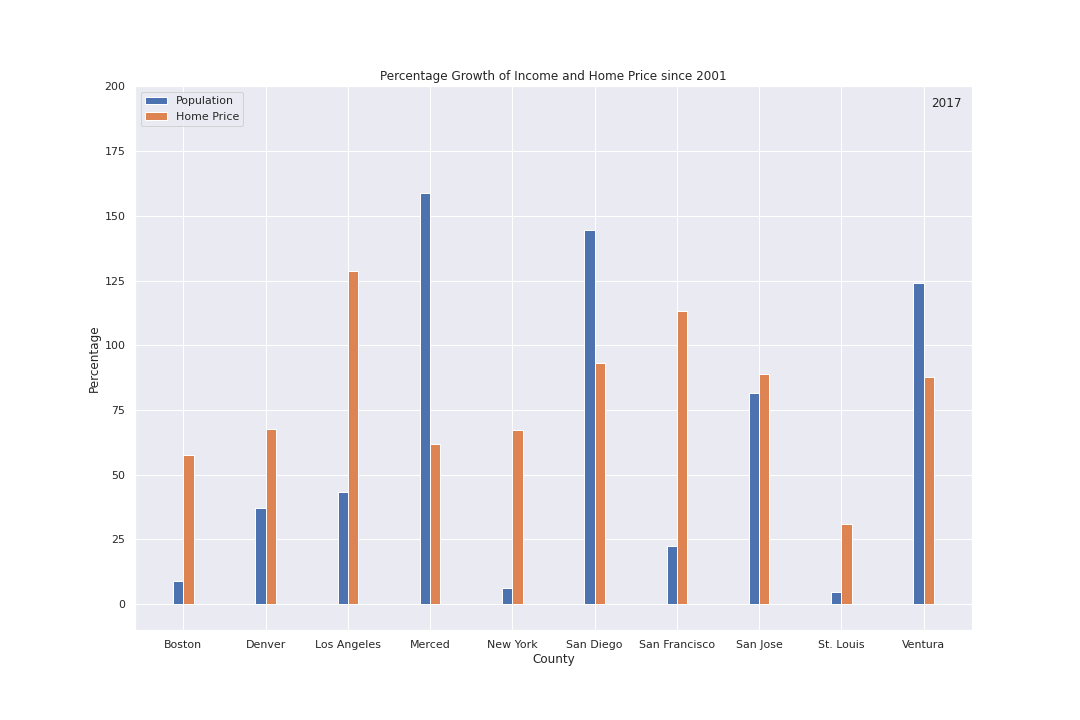 Percentage Growth of Income and Home Price since 2001
200
175
150
125
100
75
50
25
0
Percentage
Population
Home Price
2017
Boston Denver Los Angeles Merced New York San Diego San Francisco San Jose St. Louis Ventura
County